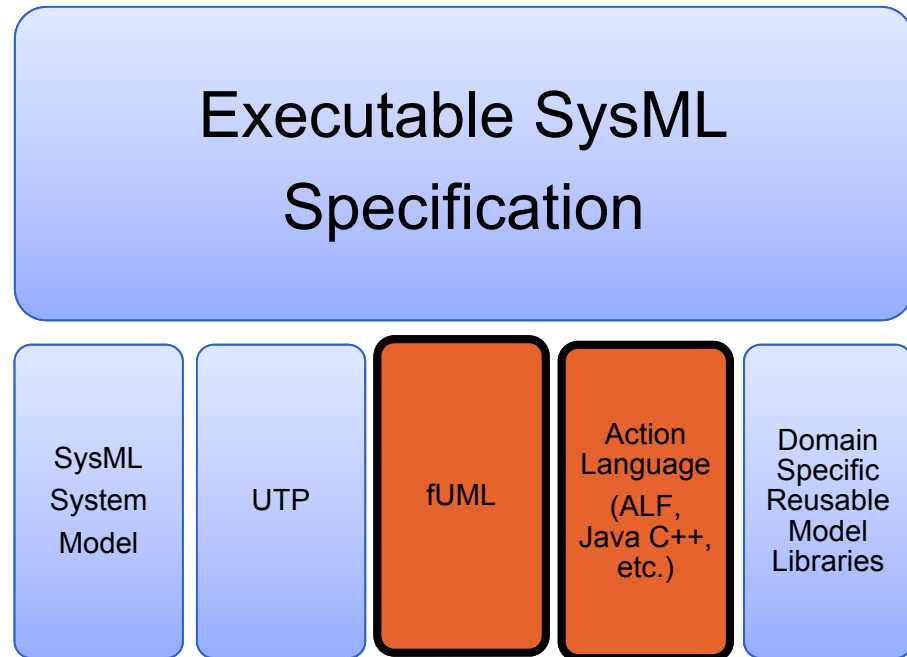 Executable SysML
Specification
SysML
System
Model
UTP
fUML
Action
Language
(ALF,
Java C++,
etc.)
Domain
Specific
Reusable
Model
Libraries